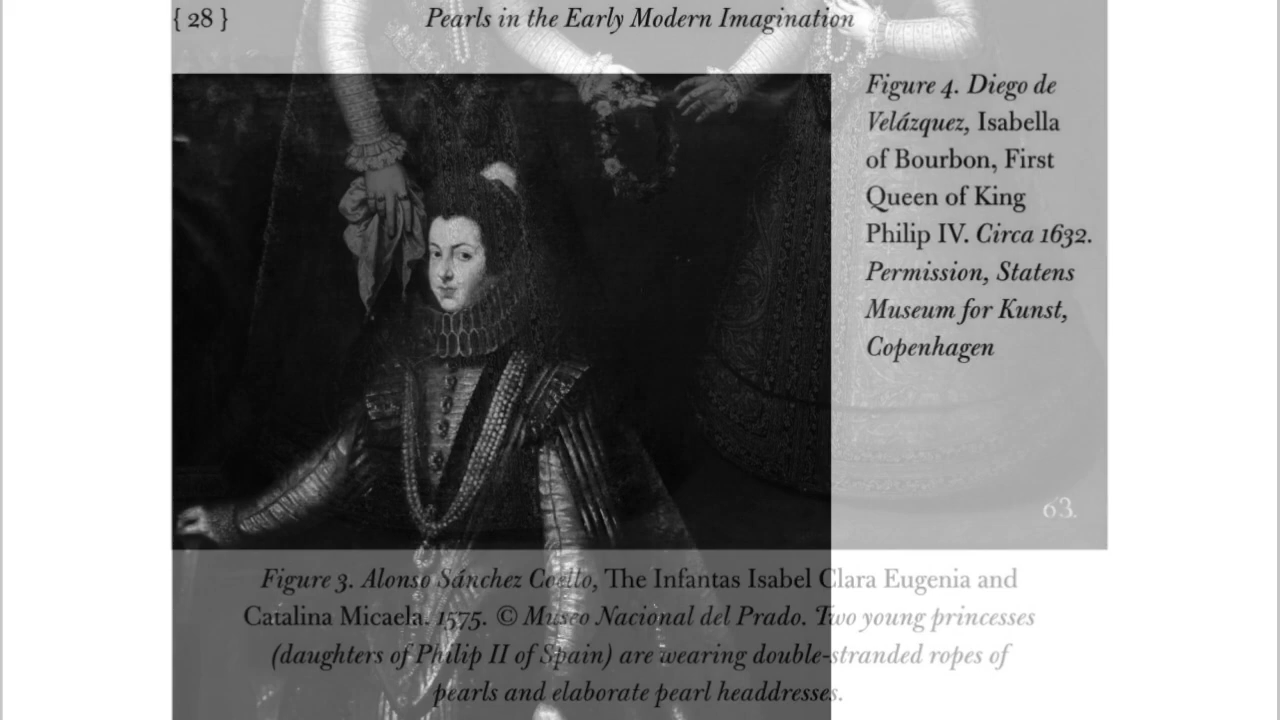 { 28 }
Pearls in the Early Modern Imagination
Figure 4. Diego de
Velázquez, Isabella
of Bourbon, First
Queen of King
Philip IV. Circa 1632.
Permission, Statens
Museum for Kunst,
Copenhagen
63.
Figure 3. Alonso Sánchez Coello, The Infantas Isabel Clara Eugenia and
Catalina Micaela. 1575. © Museo Nacional del Prado. Two young princesses
(daughters of Philip II of Spain) are wearing double-stranded ropes of
pearls and elaborate pearl headdresses.